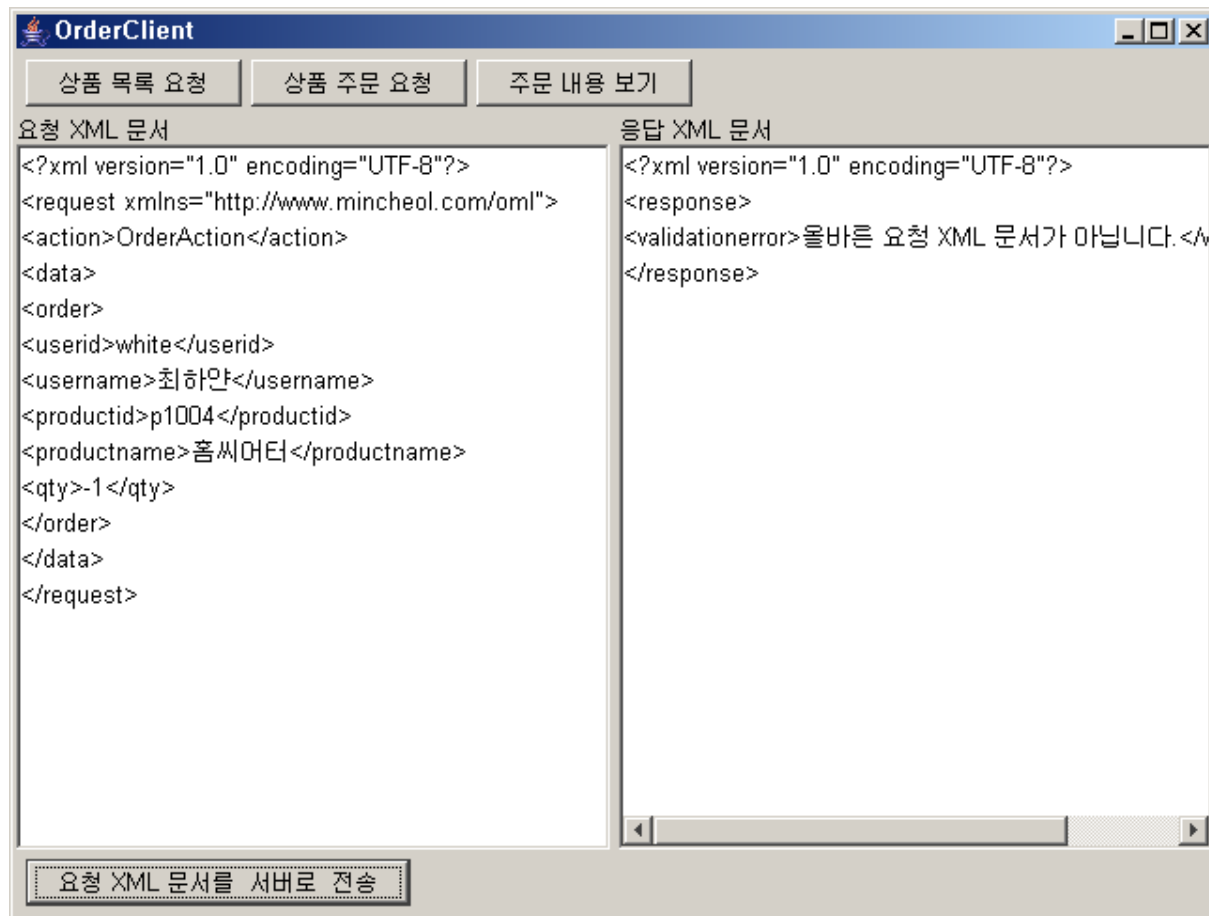 OrderClient
상품 목록 요청 상품 주문 요청 주문 내용 보기
요청 XML 문서
<?xml version="1.0" encoding="UTF-8"?>
<request xmlns="http://www.mincheol.com/oml">
<action>OrderAction</action>
<data>
<order>
<userid>white</userid>
<username>최하얀</username>
<productid>p1004</productid>
<productname>홈씨어터</productname>
<qty>-1</qty>
</order>
</data>
</request>
응답 XML 문서
<?xml version="1.0" encoding="UTF-8"?>
<response>
<validationerror>올바른 요청 XML 문서가 아닙니다.</v
</response>
요청 XML 문서를 서버로 전송